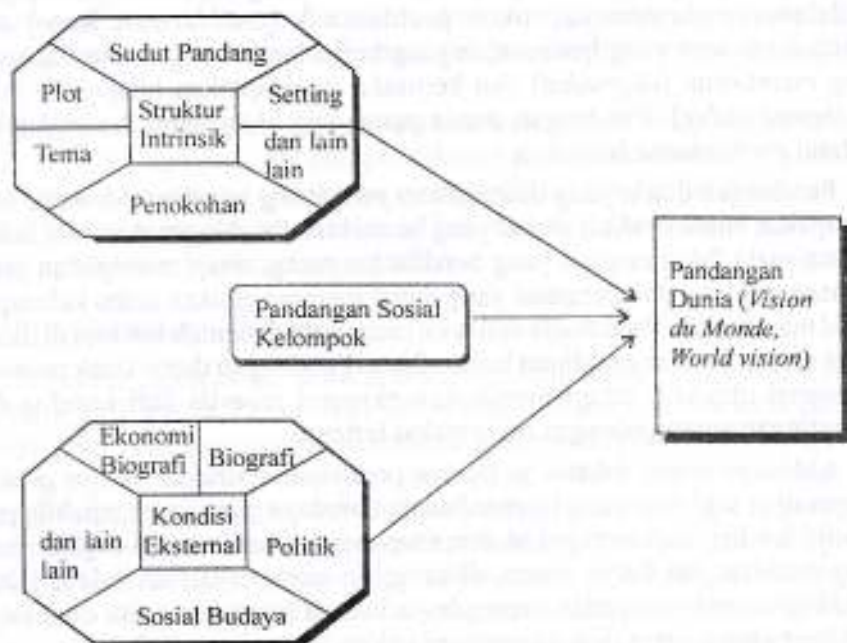 Sudut Pandang
Plot
Setting
Struktur
Intrinsik
Tema
dan lain
lain
Penokohan
Pandangan
Dunia (Vision
du Monde,
World vision)
Pandangan Sosial
Kelompok
Ekonomi
Biografi
Biografi
Kondisi
Eksternal
dan lain
lain
Politik
Sosial Budaya